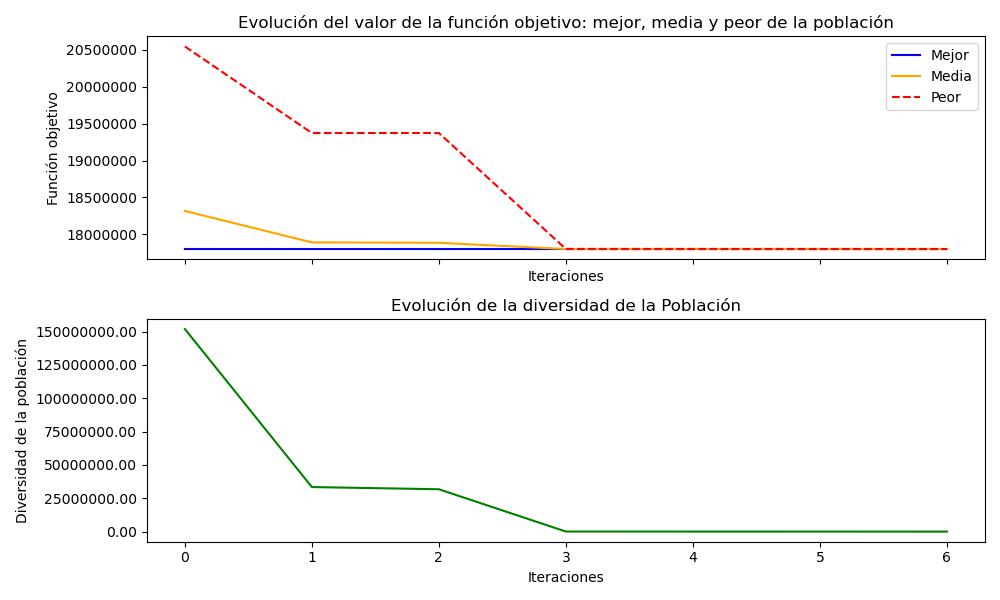 Evolución del valor de la función objetivo: mejor, media y peor de la población
Función objetivo
20500000
20000000
19500000
19000000
18500000
18000000
Mejor
Media
Peor
Iteraciones
Evolución de la diversidad de la Población
Diversidad de la población
150000000.00
125000000.00
100000000.00
75000000.00
50000000.00
25000000.00
0.00
0 1 2 3 4 5 6
Iteraciones